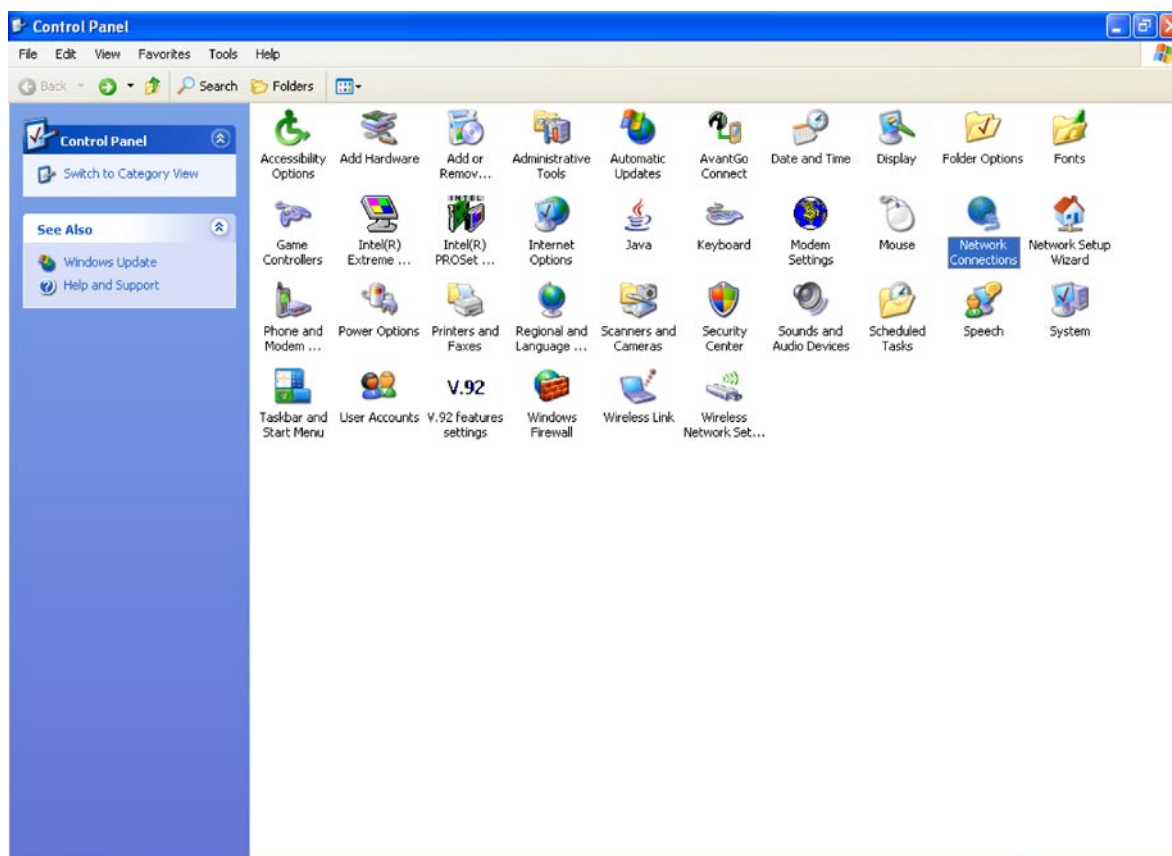 Control Panel
File Edit View Favorites Tools Help
Back Search Folders
Control Panel
Switch to Category View
See Also
Windows Update
Help and Support
Accessibility Options
Add Hardware
Add or Remov...
Administrative Tools
Automatic Updates
AvantGo Connect
Date and Time
Display
Folder Options
Fonts
Game Controllers
Intel(R) Extreme ...
INTEL
Intel(R) PROSet ...
Internet Options
Java
Keyboard
Modem Settings
Mouse
Network Connections
Network Setup Wizard
Phone and Modem ...
Power Options
Printers and Faxes
Regional and Language ...
Scanners and Cameras
Security Center
Sounds and Audio Devices
Scheduled Tasks
Speech
System
Taskbar and Start Menu
User Accounts
V.92
V.92 features settings
Windows Firewall
Wireless Link
Wireless Network Set...